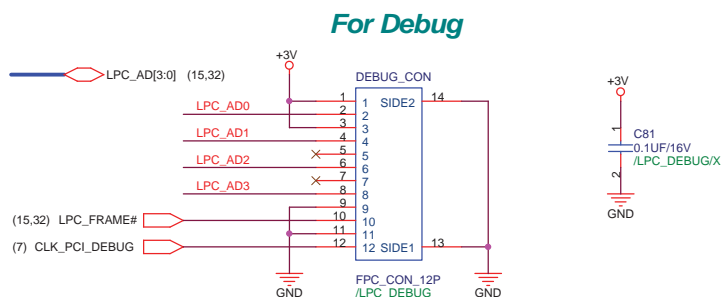 For Debug
+3V
LPC_AD[3:0] (15,32)
DEBUG_CON
+3V
1 1 SIDE2 14
LPC_AD0 2 2
3 3
LPC_AD1 4 4
5 5
LPC_AD2 6 6
7 7
LPC_AD3 8 8
9 9
(15,32) LPC_FRAME# 10 10
11 11
(7) CLK_PCI_DEBUG 12 12 SIDE1 13
1
C81
0.1UF/16V
/LPC_DEBUG/X
2
GND
FPC_CON_12P
/LPC_DEBUG
GND
GND